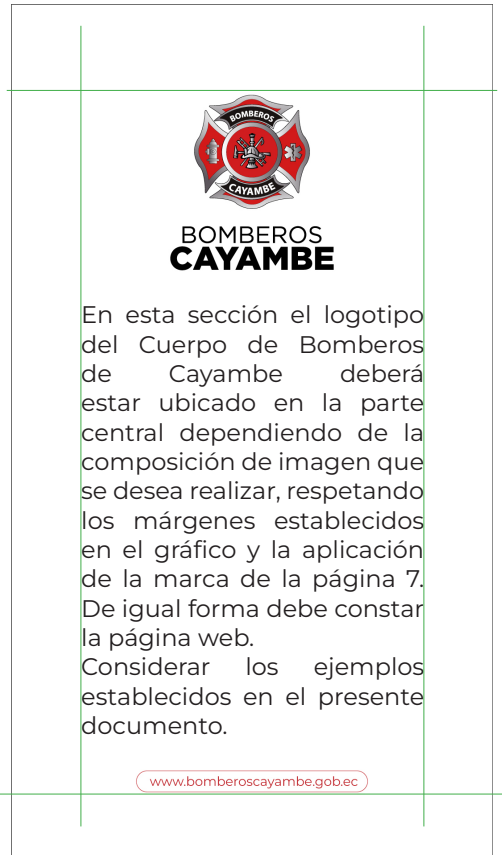 BOMBEROS
CAYAMBE
BOMBEROS
CAYAMBE
En esta sección el logotipo
del Cuerpo de Bomberos
de Cayambe deberá
estar ubicado en la parte
central dependiendo de la
composición de imagen que
se desea realizar, respetando
los márgenes establecidos
en el gráfico y la aplicación
de la marca de la página 7.
De igual forma debe constar
la página web.
Considerar los ejemplos
establecidos en el presente
documento.
www.bomberoscayambe.gob.ec